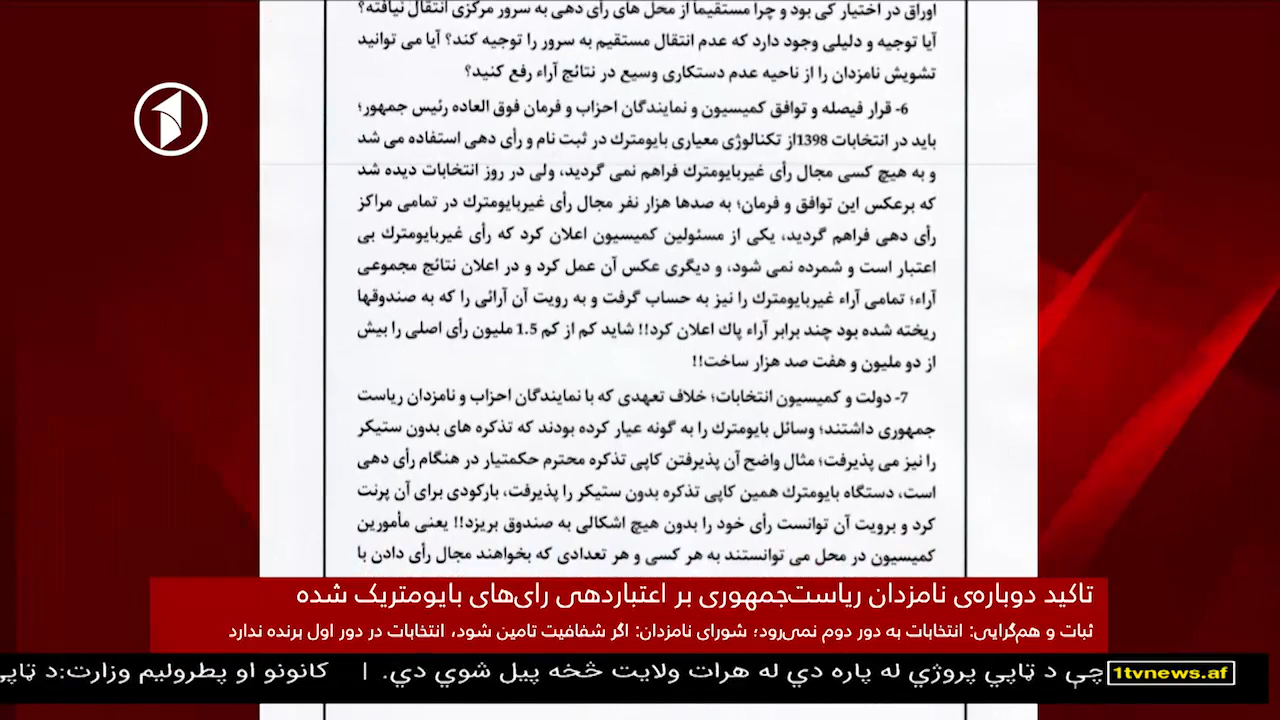 اوراق در اختیار کی بود و چرا مستقیماً از محل های رأی دهی به سرور مرکزی انتقال نیافته؟
آیا توجیه و دلیلی وجود دارد که عدم انتقال مستقیم به سرور را توجیه کند؟ آیا می توانید
تشویش نامزدان را از ناحیه عدم دستکاری وسیع در نتائج آراء رفع کنید؟
6- قرار فیصله و توافق کمیسیون و نمایندگان احزاب و فرمان فوق العاده رئیس جمهور؛
باید در انتخابات 1398از تکنالوژی معیاری بایومترك در ثبت نام و رأی دهی استفاده می شد
و به هیچ کسی مجال رأی غیربایومترك فراهم نمی گردید، ولی در روز انتخابات دیده شد
که برعکس این توافق و فرمان؛ به صدها هزار نفر مجال رأی غیربایومترك در تمامی مراکز
رأی دهی فراهم گردید، یکی از مسئولین کمیسیون اعلان کرد که رأی غیربایومترك بی
اعتبار است و شمرده نمی شود، و دیگری عکس آن عمل کرد و در اعلان نتائج مجموعی
آراء؛ تمامی آراء غیربایومترك را نیز به حساب گرفت و به رویت آن آرائی را که به صندوقها
ریخته شده بود چند برابر آراء پاك اعلان کرد!! شاید کم از کم 1.5 ملیون رأی اصلی را بیش
از دو ملیون و هفت صد هزار ساخت!!
7- دولت و کمیسیون انتخابات؛ خلاف تعهدی که با نمایندگان احزاب و نامزدان ریاست
جمهوری داشتند؛ وسائل بایومترك را به گونه عیار کرده بودند که تذکره های بدون ستیکر
را نیز می پذیرفت؛ مثال واضح آن پذیرفتن کاپی تذکره محترم حکمتیار در هنگام رأی دهی
است، دستگاه بایومترك همین کاپی تذکره بدون ستیکر را پذیرفت، بارکودی برای آن پرنت
کرد و برویت آن توانست رأی خود را بدون هیچ اشکالی به صندوق بریزد!! یعنی مأمورین
کمیسیون در محل می توانستند به هر کسی و هر تعدادی که بخواهند مجال رأی دادن با
تاکید دوباره‌ی نامزدان ریاست‌جمهوری بر اعتباردهی رای‌های بایومتریک شده
ثبات و هم‌گرایی: انتخابات به دور دوم نمی‌رود؛ شورای نامزدان: اگر شفافیت تامین شود، انتخابات در دور اول برنده ندارد
1tvnews.af چې د ټاپي پروژې له پاره دي له هرات ولایت څخه پیل شوي دي. | کانونو او پطرولیم وزارت:د ټاپي